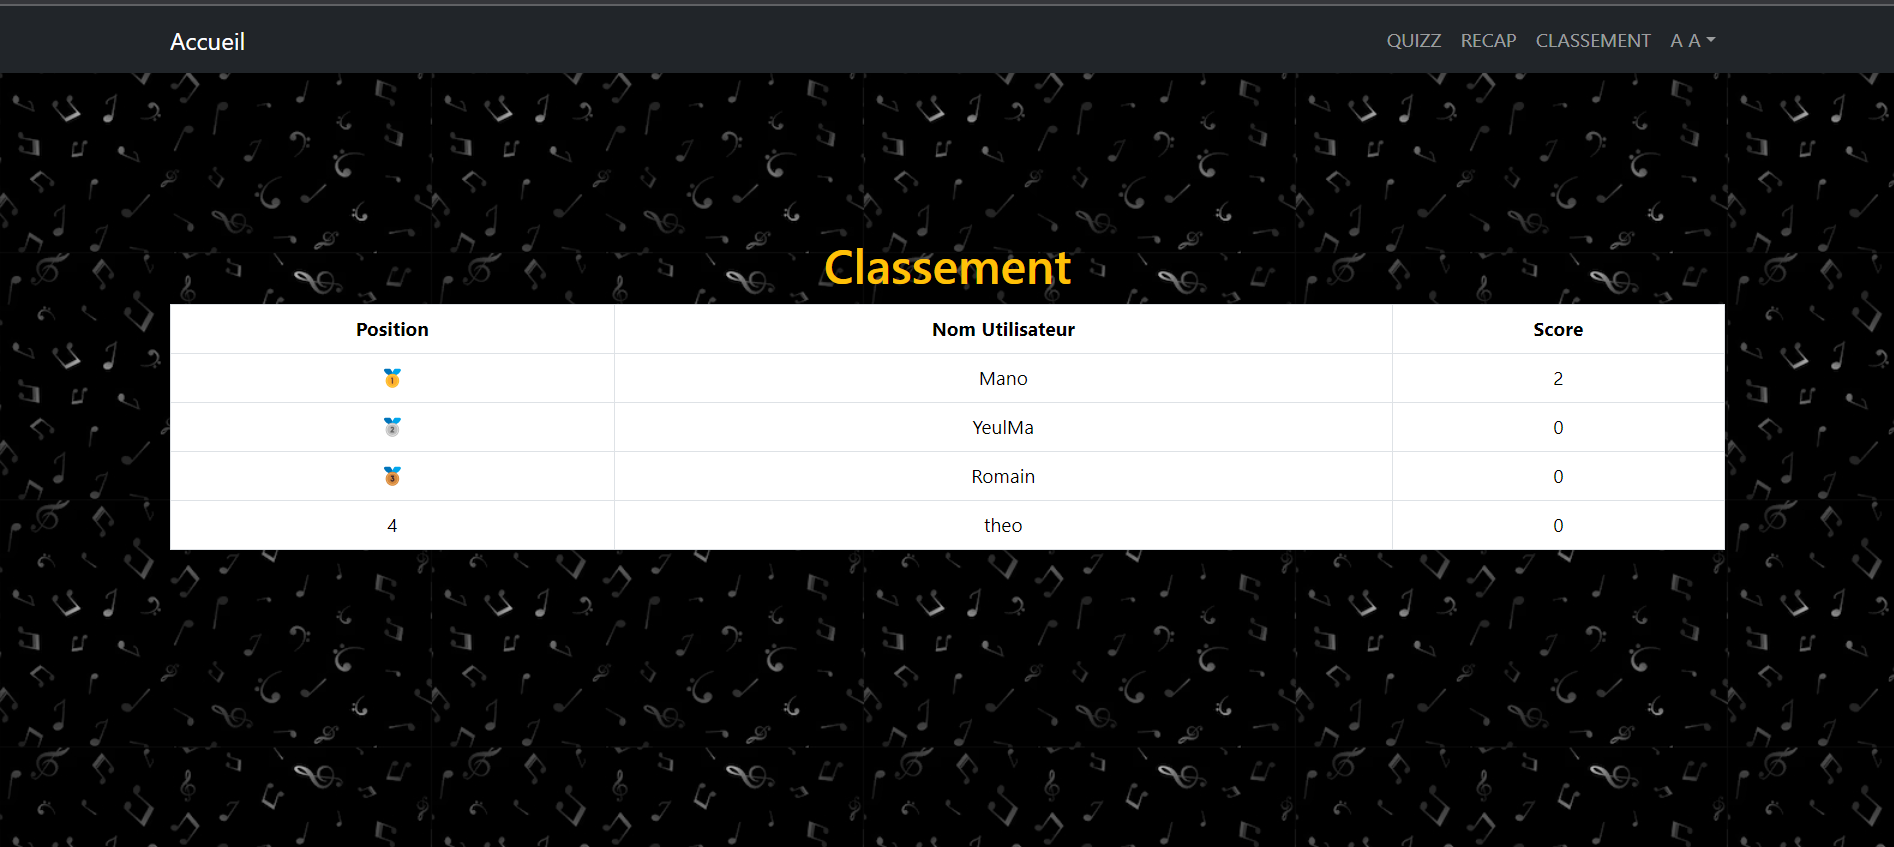 Accueil QUIZZ RECAP CLASSEMENT A A
Classement
Position Nom Utilisateur Score
🥇 Mano 2
🥈 YeulMa 0
🥉 Romain 0
4 theo 0